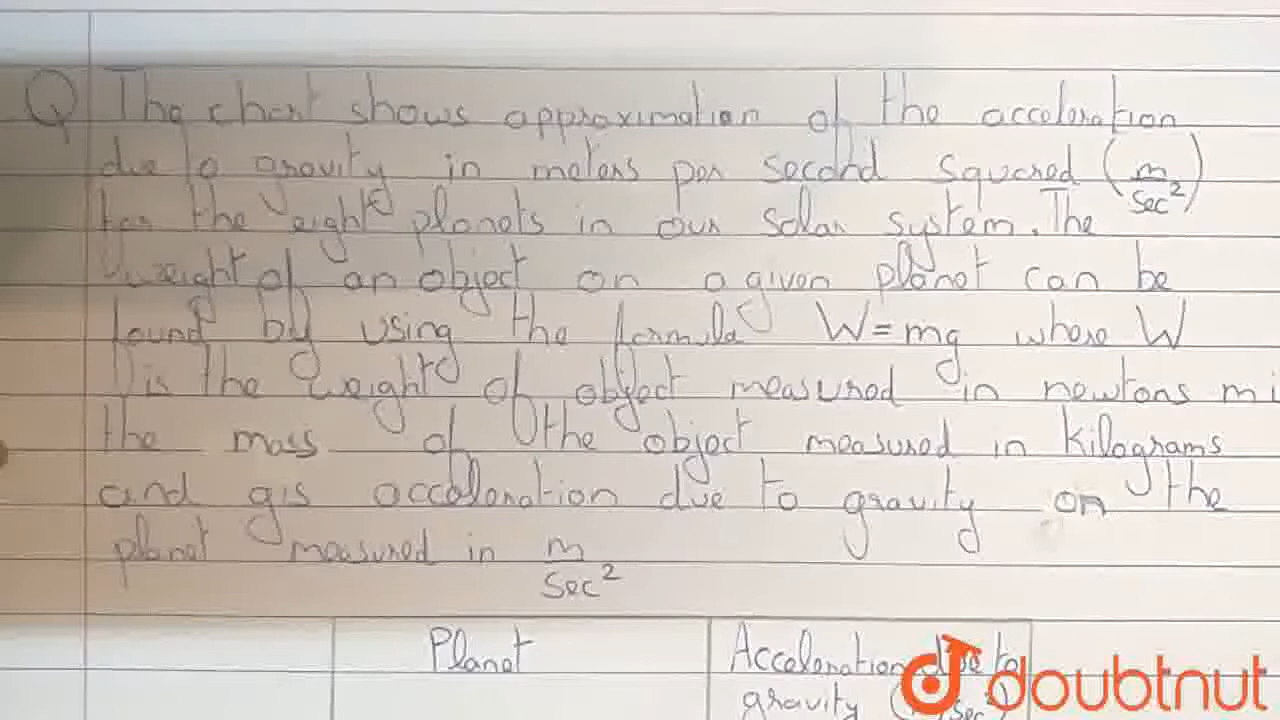 Q The chart shows approximation of the acceleration
due to gravity in meters per second squared (m/sec²)
for the eight planets in our solar system. The
weight of an object on a given planet can be
found by using the formula W=mg where W
is the weight of object measured in newtons m i
the mass of the object measured in kilograms
and g is acceleration due to gravity on the
planet measured in m/sec²
Planet Acceleration due to
gravity (m/sec²)
doubtnut